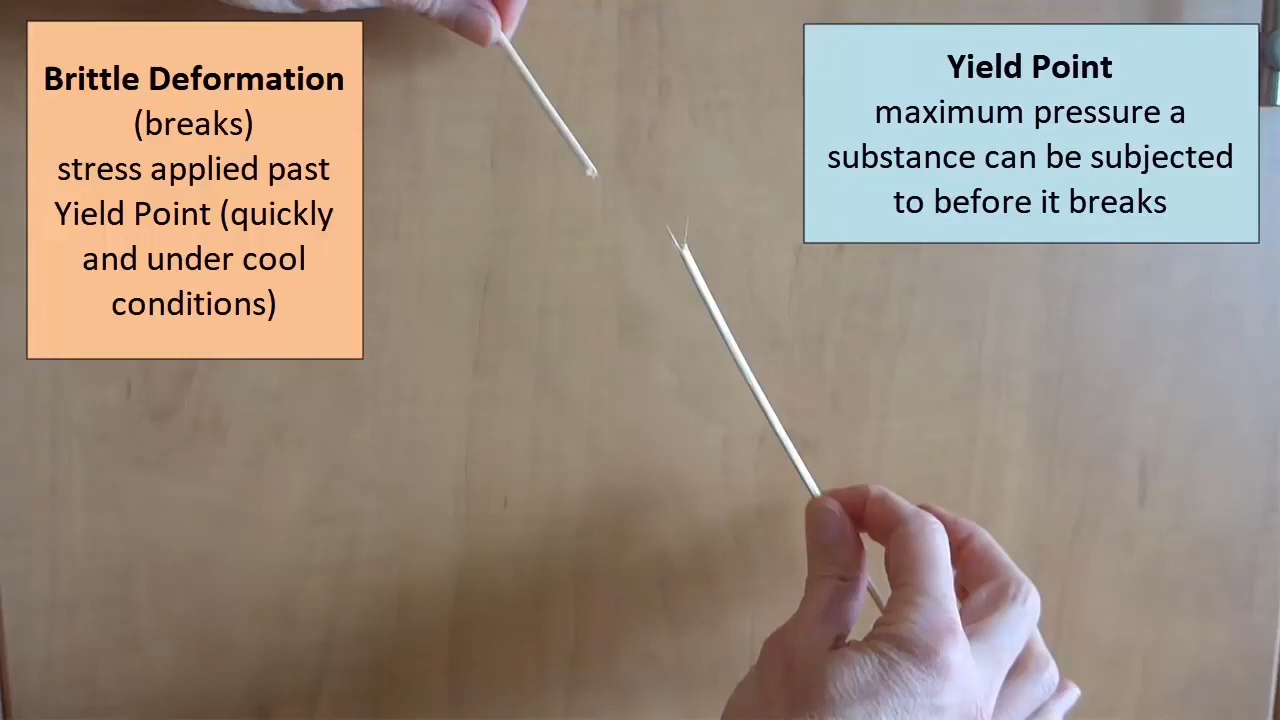 Brittle Deformation
(breaks)
stress applied past
Yield Point (quickly
and under cool
conditions)
Yield Point
maximum pressure a
substance can be subjected
to before it breaks